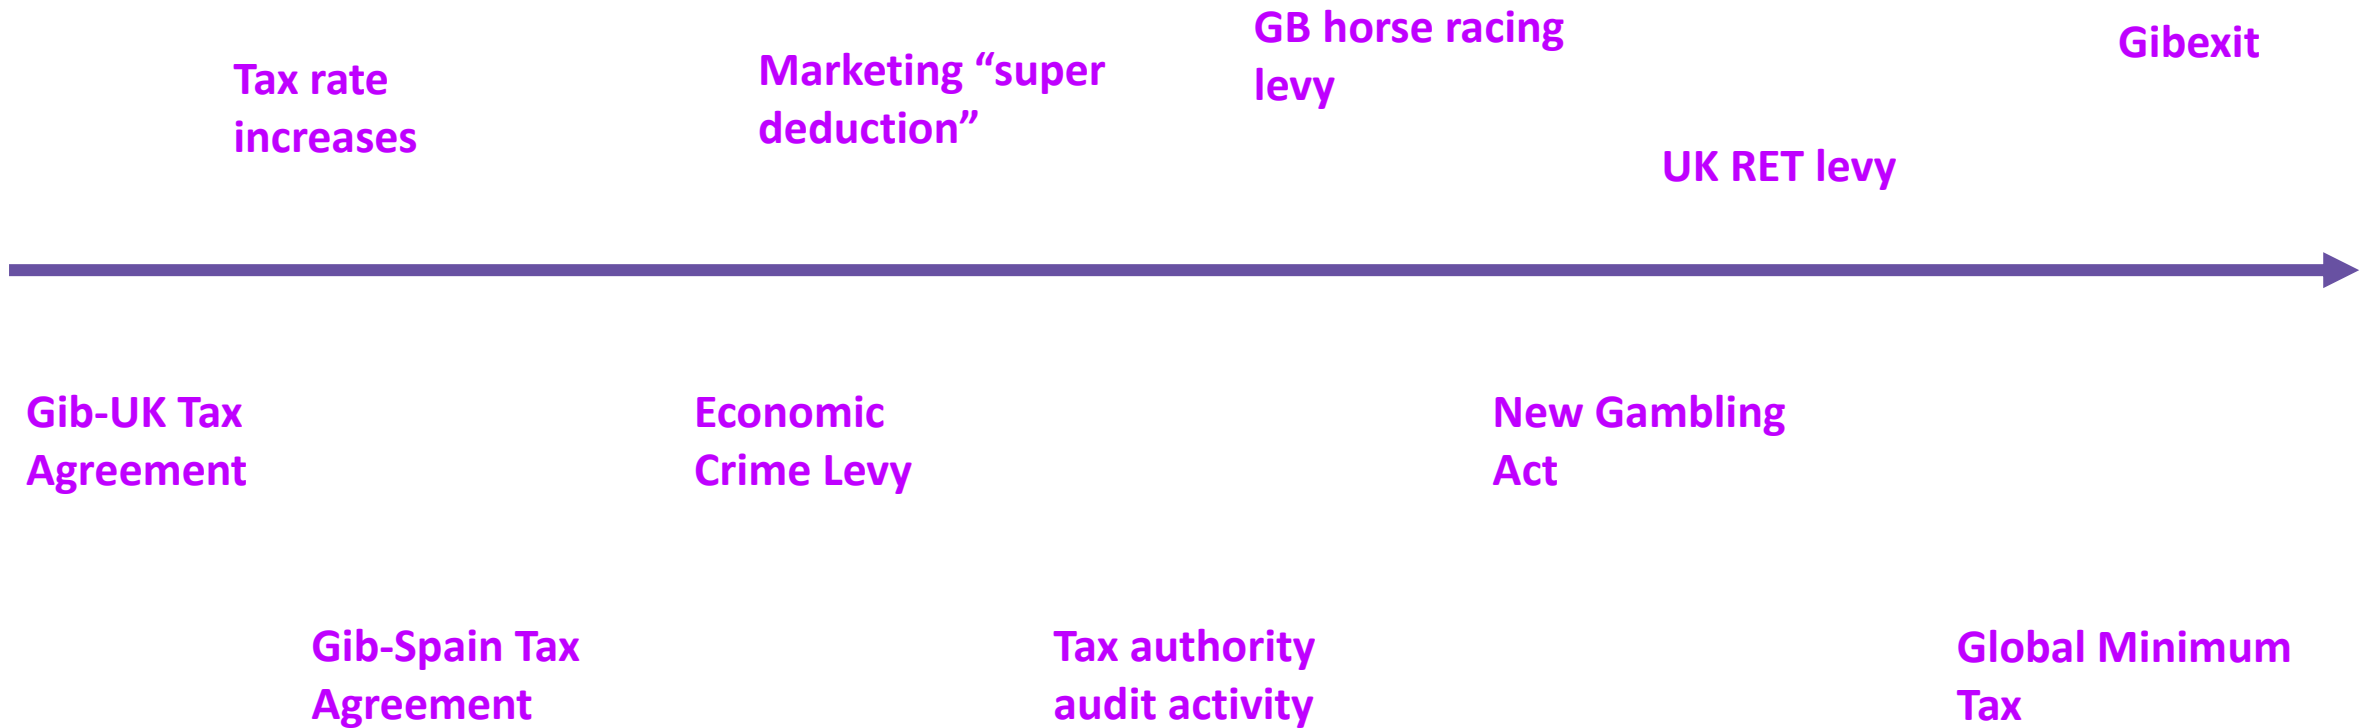 GB horse racing
levy
Gibexit
Tax rate
increases
Marketing “super
deduction”
UK RET levy
Gib-UK Tax
Agreement
Economic
Crime Levy
New Gambling
Act
Gib-Spain Tax
Agreement
Tax authority
audit activity
Global Minimum
Tax